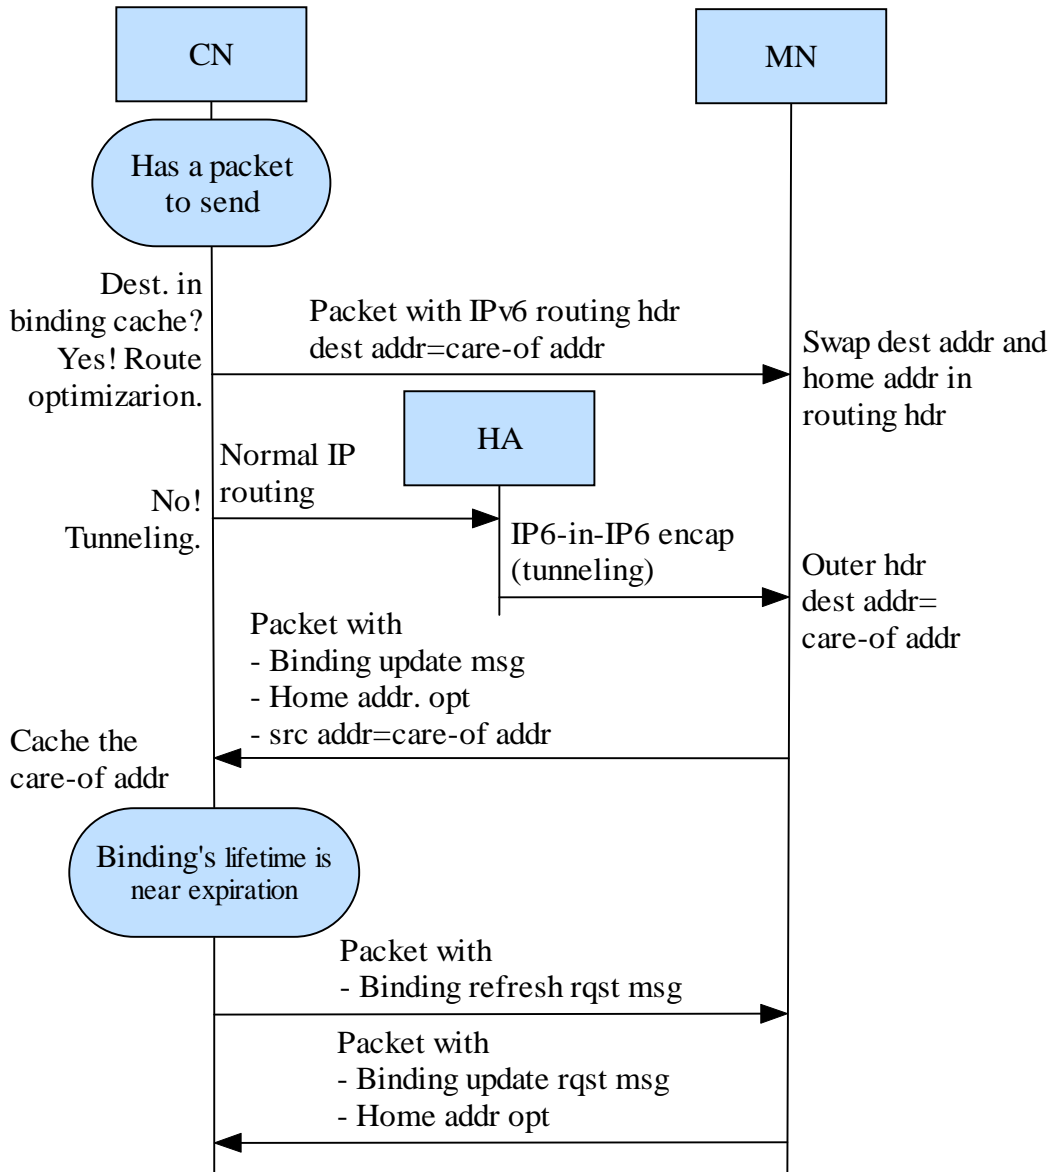 CN
MN
Has a packet
to send
Dest. in
binding cache?
Yes! Route
optimizarion.
Packet with IPv6 routing hdr
dest addr=care-of addr
Swap dest addr and
home addr in
routing hdr
HA
Normal IP
routing
No!
Tunneling.
IP6-in-IP6 encap
(tunneling)
Outer hdr
dest addr=
care-of addr
Packet with
- Binding update msg
- Home addr. opt
- src addr=care-of addr
Cache the
care-of addr
Binding's lifetime is
near expiration
Packet with
- Binding refresh rqst msg
Packet with
- Binding update rqst msg
- Home addr opt